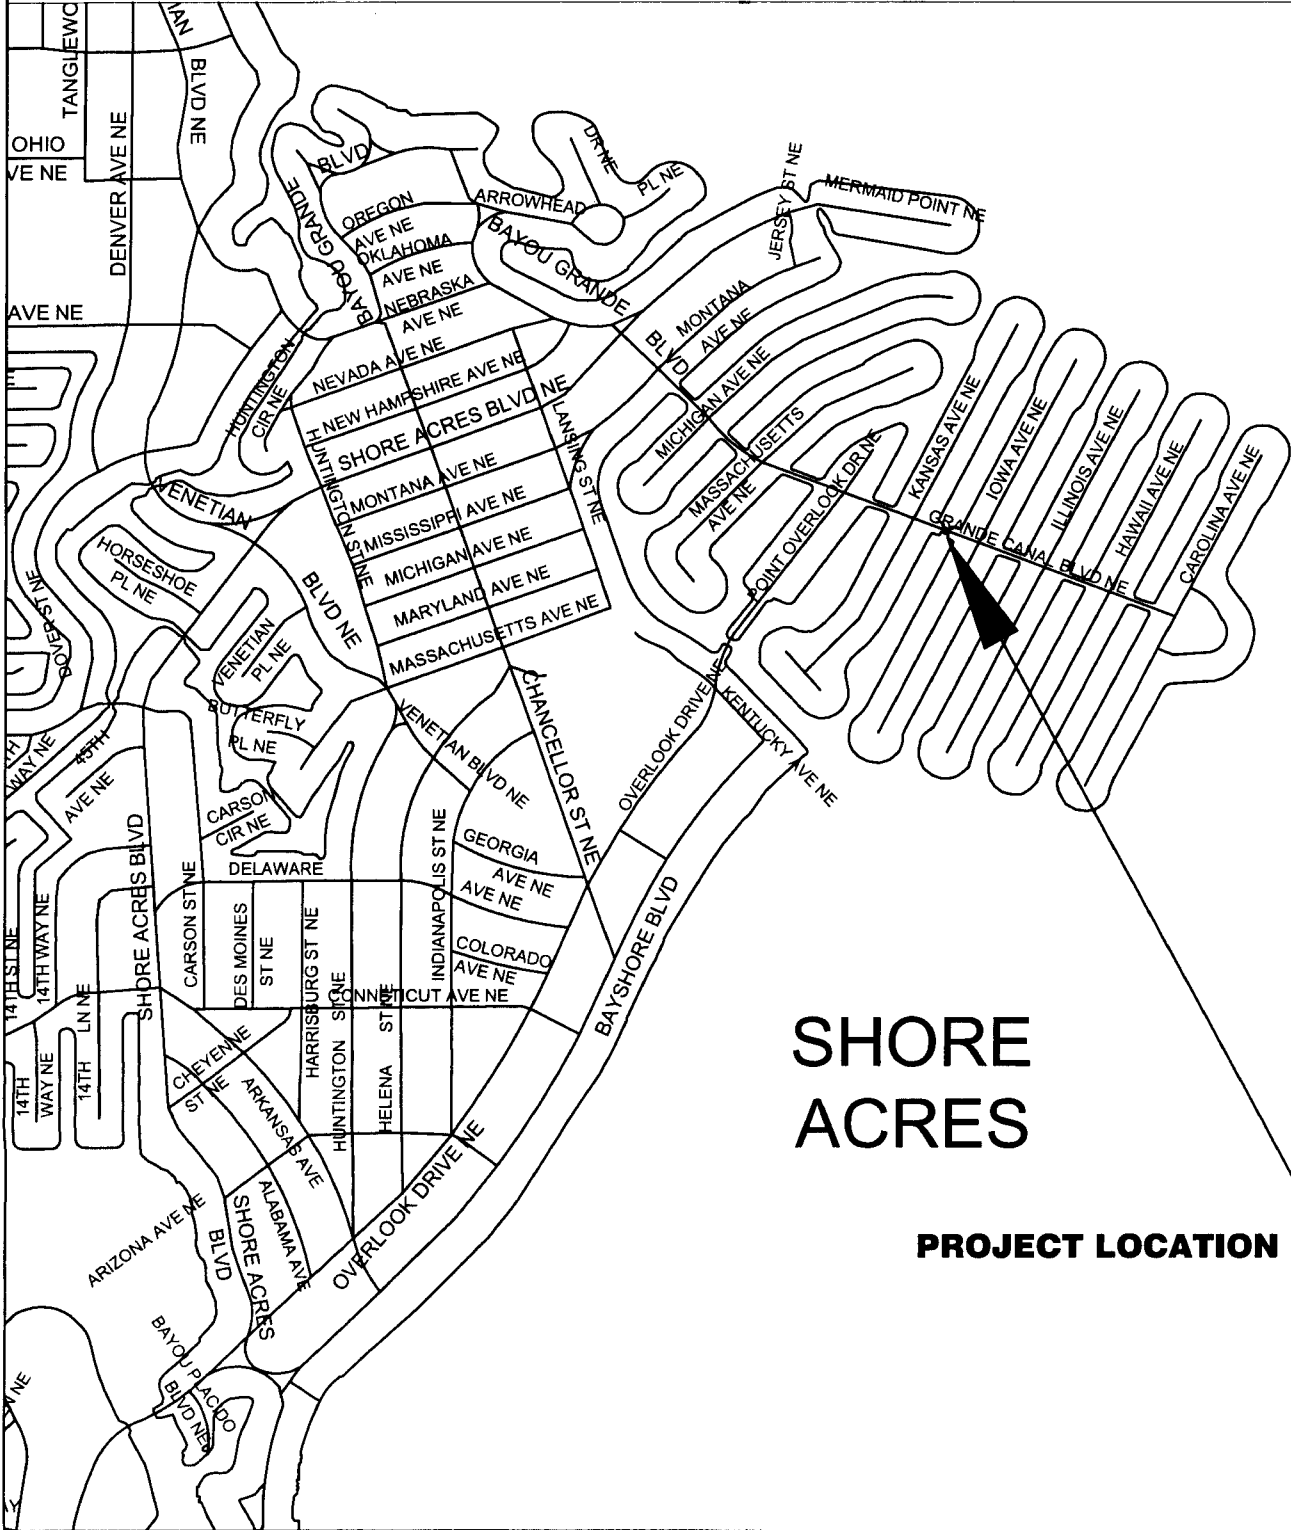 TANGLEWO
IAN
BLVD NE
OHIO
VE NE
DENVER AVE NE
BLVD
BAYOU GRANDE
OREGON
AVE NE
OKLAHOMA
AVE NE
NEBRASKA
AVE NE
ARROWHEAD
DR NE
PL NE
BAYOU GRANDE
BLVD
JERSEY ST NE
MERMAID POINT NE
MONTANA
AVE NE
AVE NE
HUNTINGTON
CIR NE
NEVADA AVE NE
NEW HAMPSHIRE AVE NE
SHORE ACRES BLVD NE
MONTANA AVE NE
MISSISSIPPI AVE NE
MICHIGAN AVE NE
MARYLAND AVE NE
MASSACHUSETTS AVE NE
HUNTINGTON ST NE
LANSING ST NE
MICHIGAN AVE NE
MASSACHUSETTS
AVE NE
POINT OVERLOOK DR NE
KANSAS AVE NE
IOWA AVE NE
ILLINOIS AVE NE
HAWAII AVE NE
CAROLINA AVE NE
GRANDE CANAL BLVD NE
VENETIAN
BLVD NE
HORSESHOE
PL NE
DOVER ST NE
VENETIAN
PL NE
BUTTERFLY
PL NE
VENETIAN BLVD NE
CHANCELLOR ST NE
OVERLOOK DRIVE NE
KENTUCKY AVE NE
TH
WAY NE
45TH
AVE NE
CARSON
CIR NE
DELAWARE
GEORGIA
AVE NE
AVE NE
COLORADO
AVE NE
INDIANAPOLIS ST NE
SHORE ACRES BLVD
CARSON ST NE
DES MOINES
ST NE
HARRISBURG ST NE
HUNTINGTON ST NE
HELENA ST NE
CONNETICUT AVE NE
14TH ST NE
14TH WAY NE
14TH LN NE
14TH
WAY NE
CHEYENNE
ST NE
ARKANSAS AVE
ALABAMA AVE
ARIZONA AVE NE
SHORE ACRES
BLVD
OVERLOOK DRIVE NE
BAYSHORE BLVD
BAYOU PLACIDO
BLVD NE
N NE
SHORE
ACRES
PROJECT LOCATION